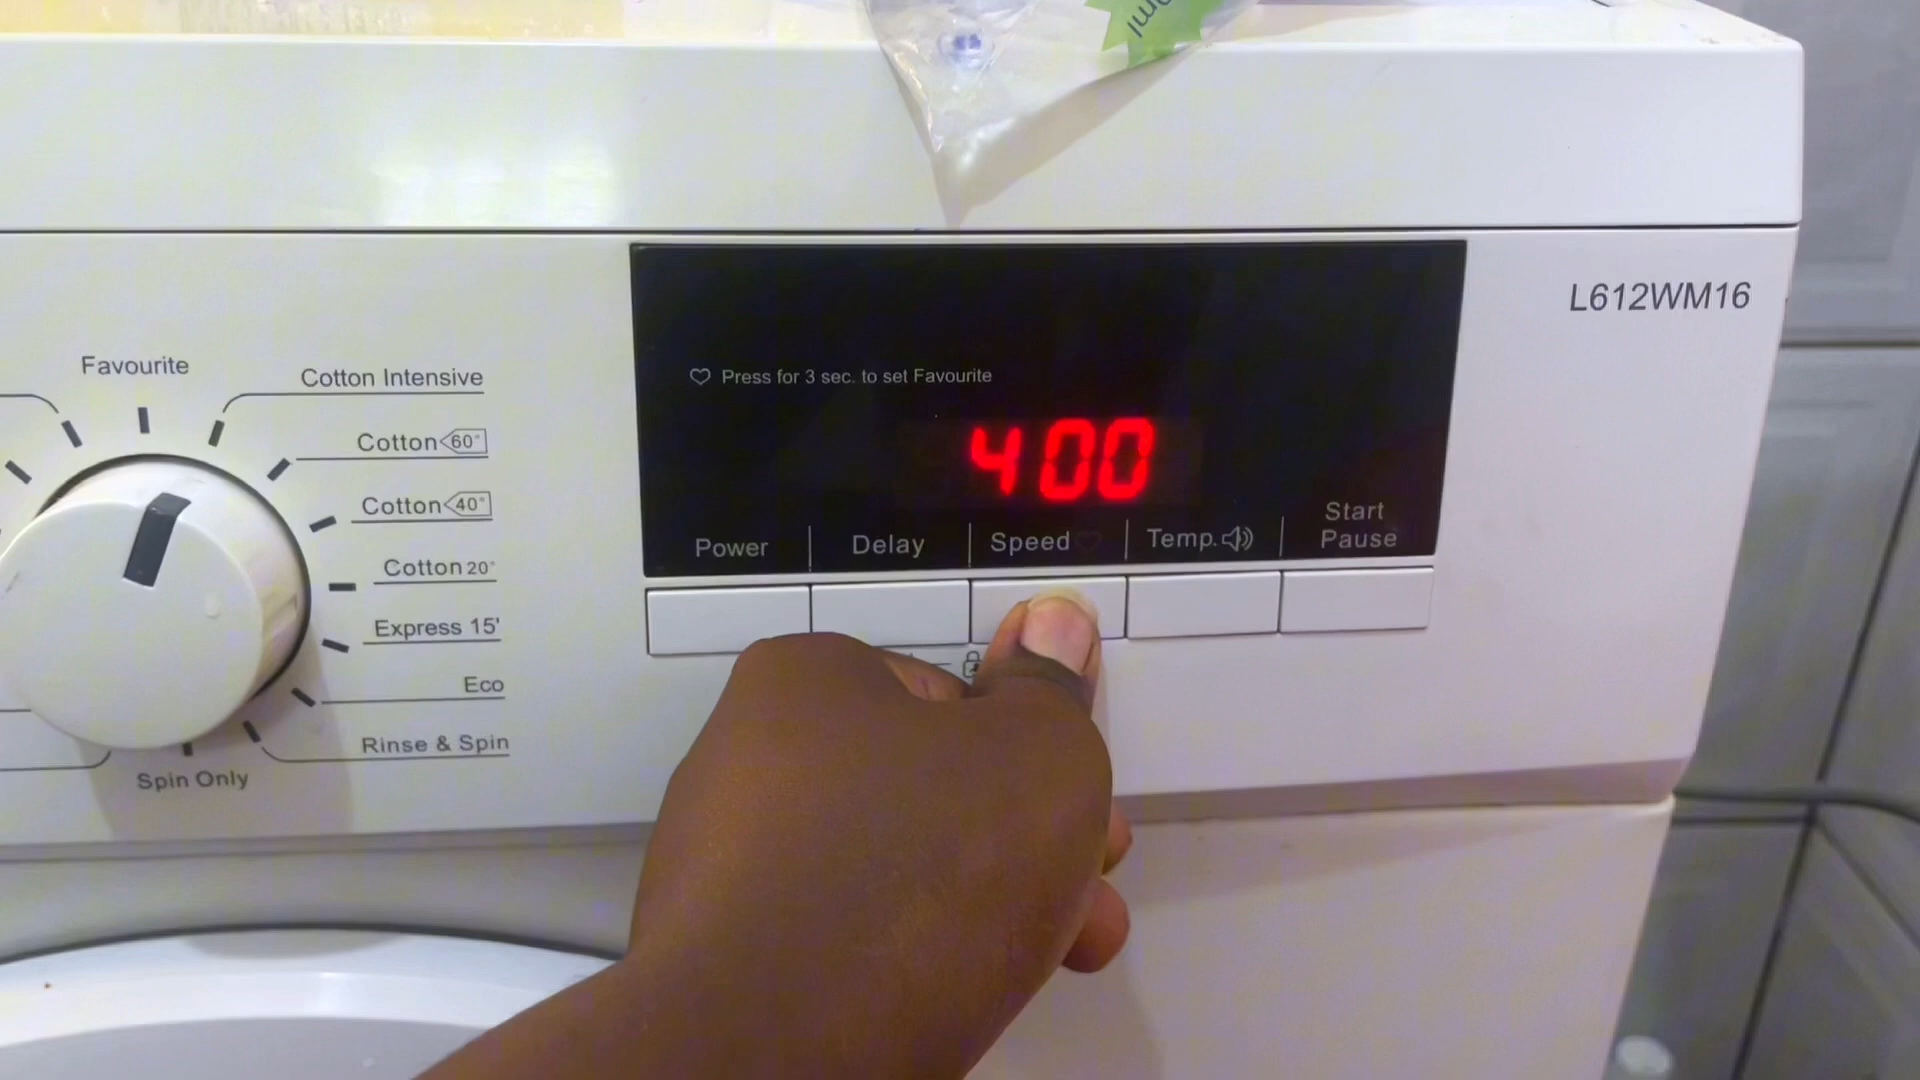 L612WM16
Favourite
Cotton Intensive
Cotton 60°
Cotton 40°
Cotton 20°
Express 15'
Eco
Rinse & Spin
Spin Only
Press for 3 sec. to set Favourite
400
Power
Delay
Speed
Temp.
Start
Pause